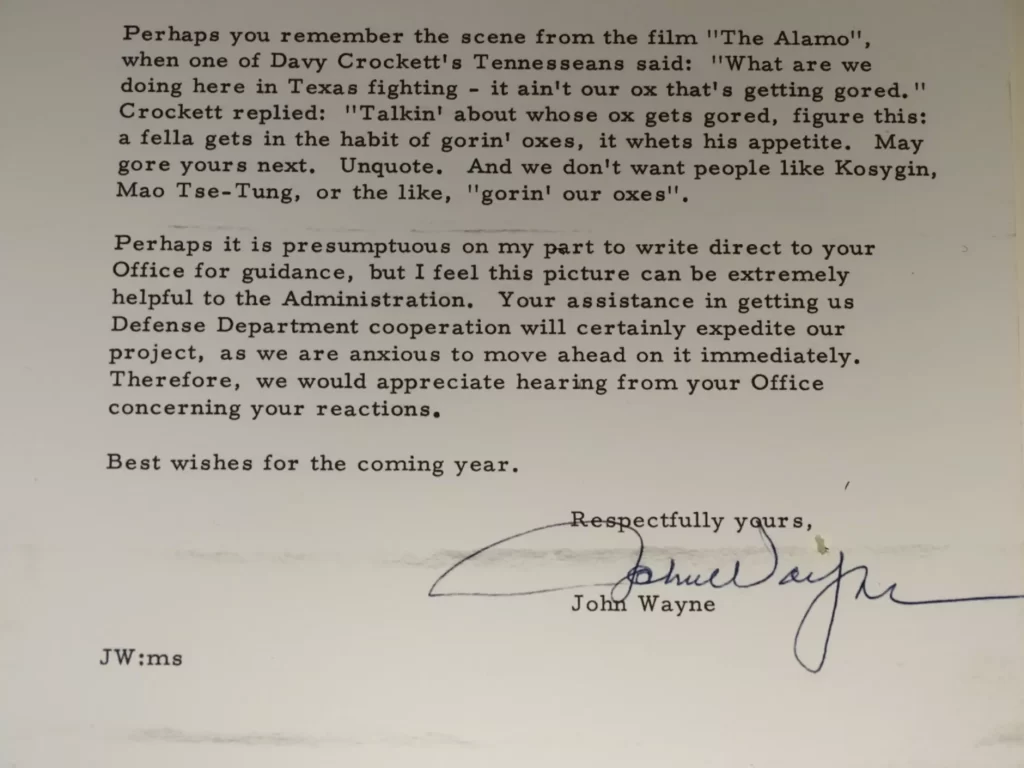 Perhaps you remember the scene from the film "The Alamo",
when one of Davy Crockett's Tennesseans said:  "What are we
doing here in Texas fighting - it ain't our ox that's getting gored."
Crockett replied:  "Talkin' about whose ox gets gored, figure this:
a fella gets in the habit of gorin' oxes, it whets his appetite.  May
gore yours next.  Unquote.  And we don't want people like Kosygin,
Mao Tse-Tung, or the like, "gorin' our oxes".
Perhaps it is presumptuous on my part to write direct to your
Office for guidance, but I feel this picture can be extremely
helpful to the Administration.  Your assistance in getting us
Defense Department cooperation will certainly expedite our
project, as we are anxious to move ahead on it immediately.
Therefore, we would appreciate hearing from your Office
concerning your reactions.
Best wishes for the coming year.
Respectfully yours,
John Wayne
John Wayne
JW:ms